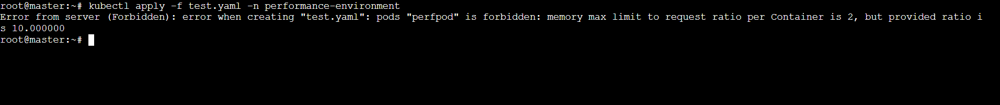 root@master:~# kubectl apply -f test.yaml -n performance-environment
Error from server (Forbidden): error when creating "test.yaml": pods "perfpod" is forbidden: memory max limit to request ratio per Container is 2, but provided ratio i
s 10.000000
root@master:~#